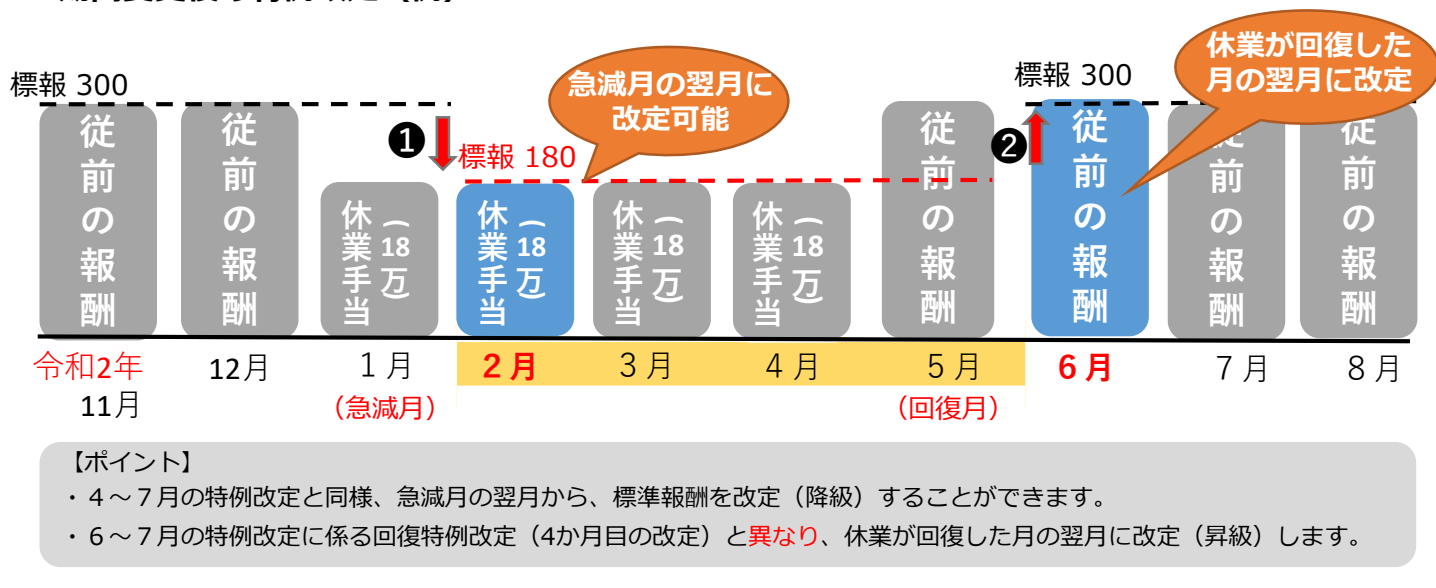 標報 300
急減月の翌月に
改定可能
標報 300
休業が回復した
月の翌月に改定
❶
標報 180
❷
従前の報酬
従前の報酬
休業手当
（18万）
休業手当
（18万）
休業手当
（18万）
休業手当
（18万）
従前の報酬
従前の報酬
従前の報酬
従前の報酬
令和2年
11月
12月
１月
（急減月）
２月
３月
４月
５月
（回復月）
６月
７月
８月
【ポイント】
・４～７月の特例改定と同様、急減月の翌月から、標準報酬を改定（降級）することができます。
・６～７月の特例改定に係る回復特例改定（4か月目の改定）と異なり、休業が回復した月の翌月に改定（昇級）します。